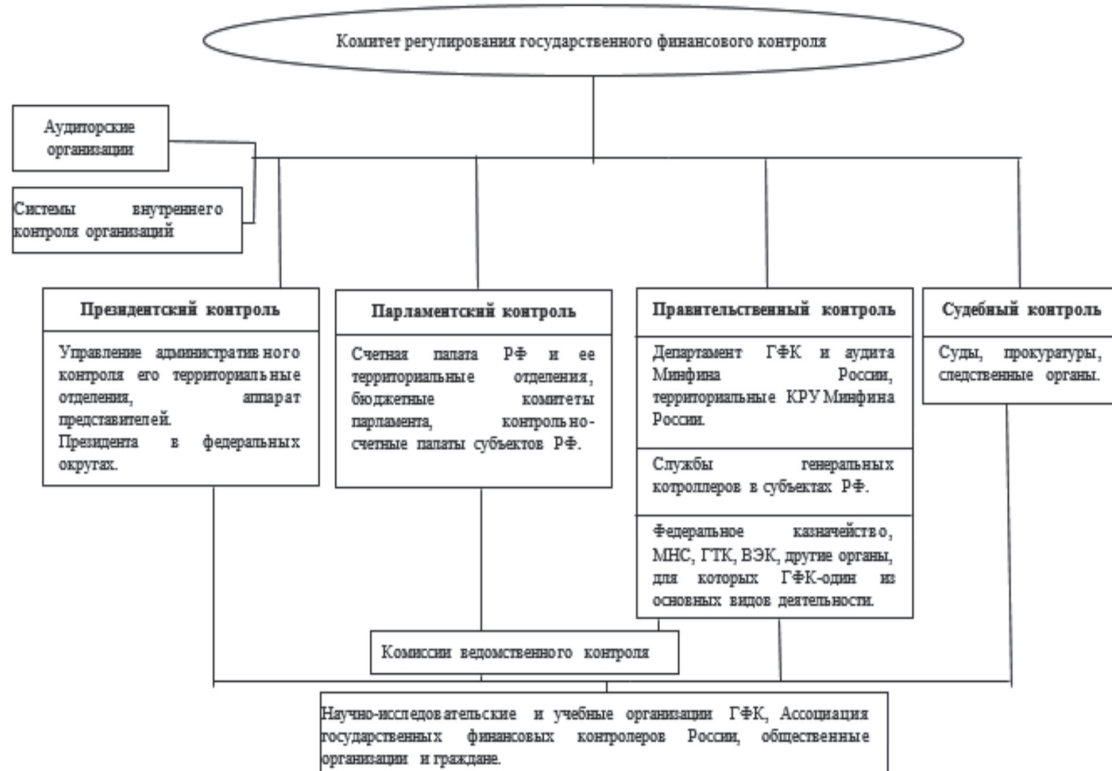 Комитет регулирования государственного финансового контроля
Аудиторские
организации
Системы внутреннего
контроля организаций
Президентский контроль
Управление административного
контроля его территориальные
отделения, аппарат
представителей.
Президента в федеральных
округах.
Парламентский контроль
Счетная палата РФ и ее
территориальные отделения,
бюджетные комитеты
парламента, контрольно-
счетные палаты субъектов РФ.
Правительственный контроль
Департамент ГФК и аудита
Минфина России,
территориальные КРУ Минфина
России.
Службы генеральных
котроллеров в субъектах РФ.
Федеральное казначейство,
МНС, ГТК, ВЭК, другие органы,
для которых ГФК-один из
основных видов деятельности.
Судебный контроль
Суды, прокуратуры,
следственные органы.
Комиссии ведомственного контроля
Научно-исследовательские и учебные организации ГФК, Ассоциация
государственных финансовых контролеров России, общественные
организации и граждане.